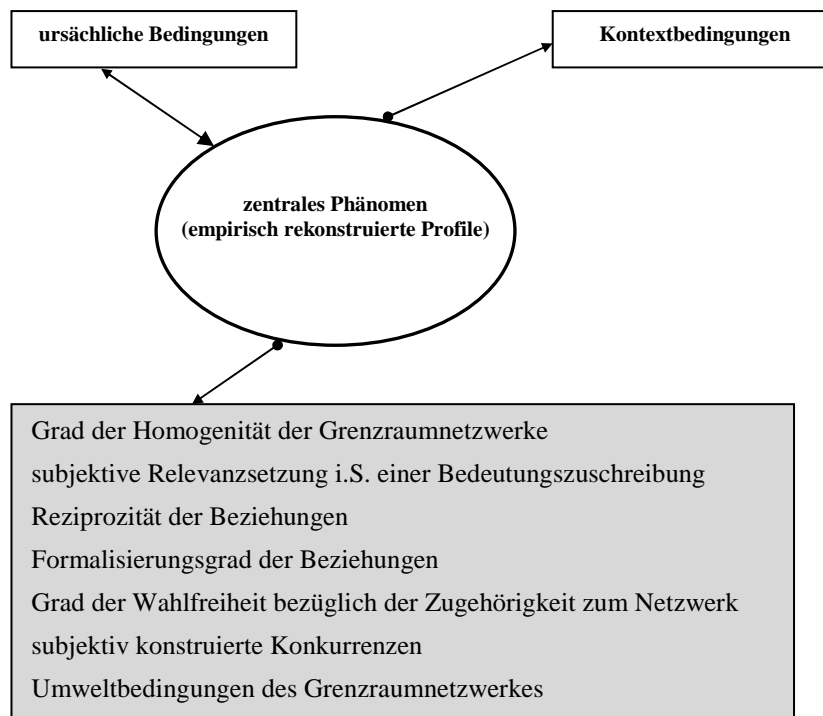 ursächliche Bedingungen
Kontextbedingungen
zentrales Phänomen
(empirisch rekonstruierte Profile)
Grad der Homogenität der Grenzraumnetzwerke
subjektive Relevanzsetzung i.S. einer Bedeutungszuschreibung
Reziprozität der Beziehungen
Formalisierungsgrad der Beziehungen
Grad der Wahlfreiheit bezüglich der Zugehörigkeit zum Netzwerk
subjektiv konstruierte Konkurrenzen
Umweltbedingungen des Grenzraumnetzwerkes